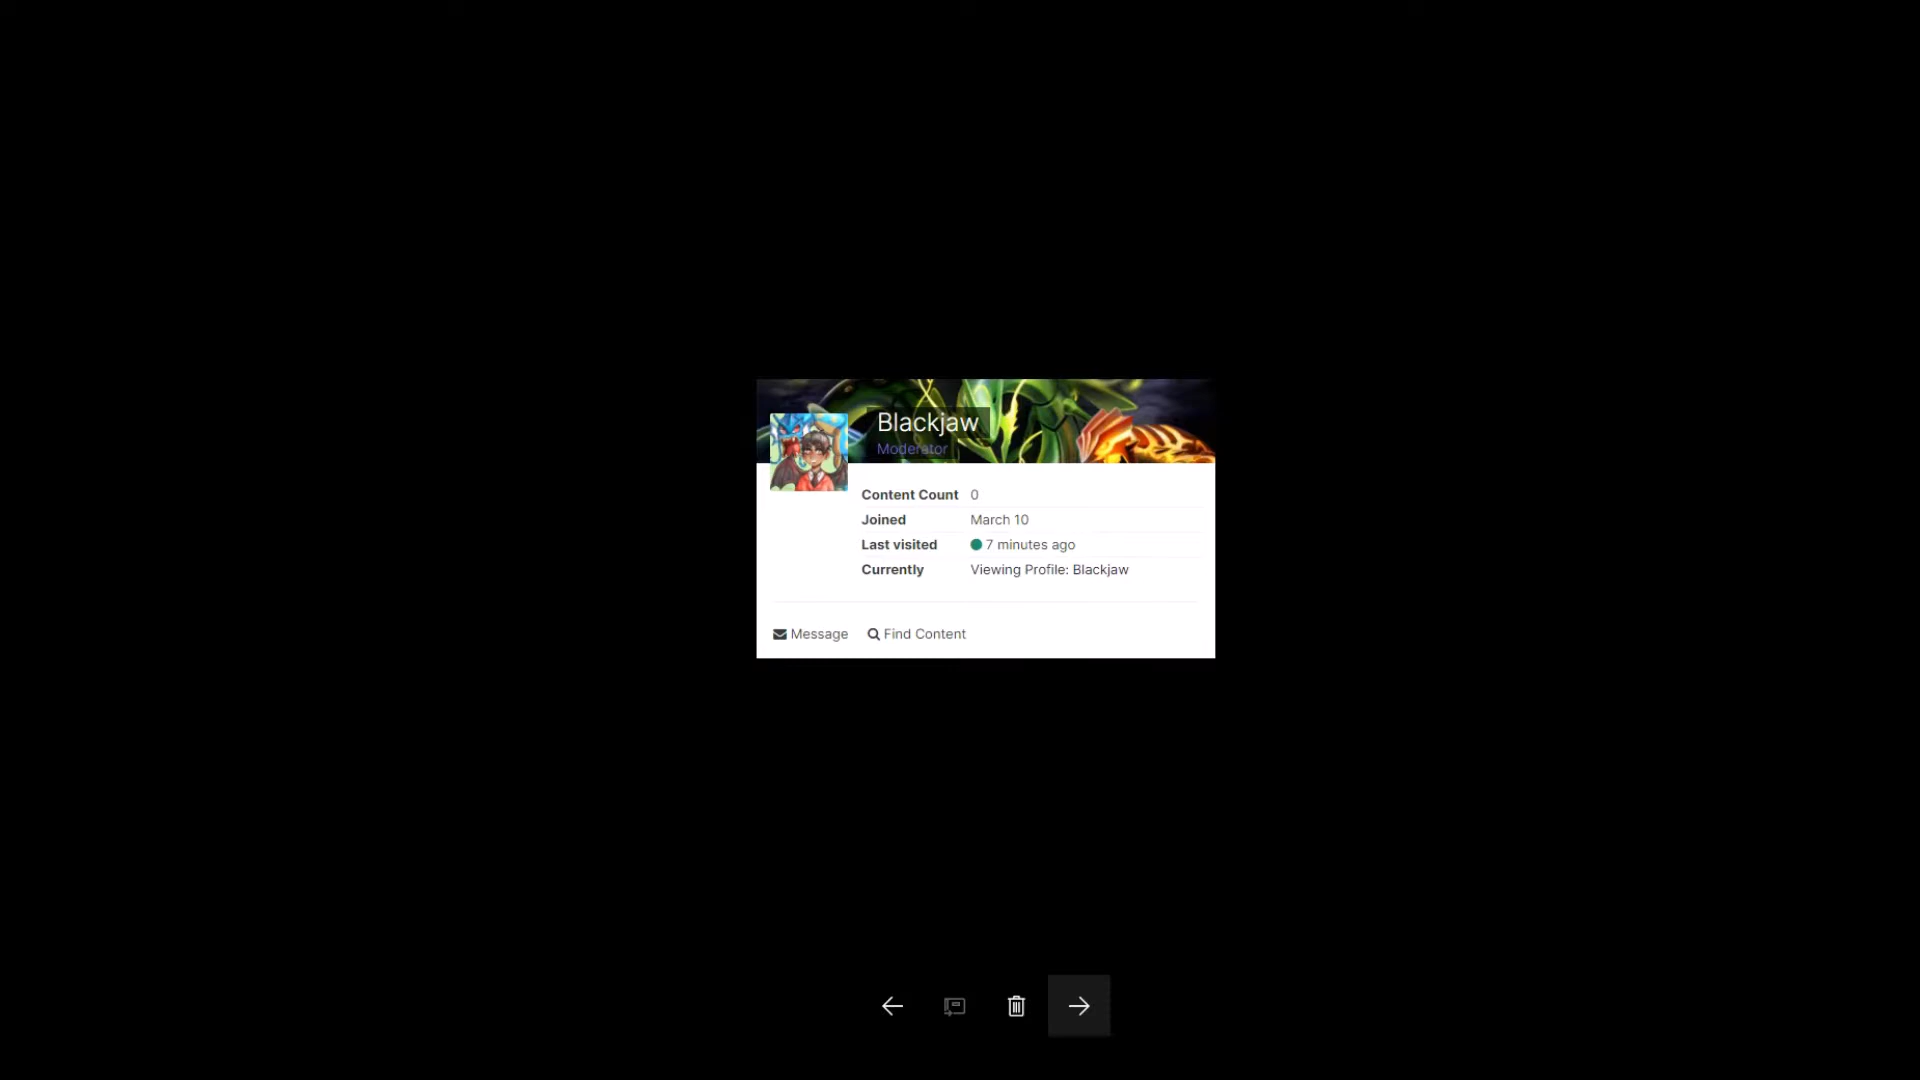 Blackjaw
Moderator
Content Count 0
Joined March 10
Last visited 7 minutes ago
Currently Viewing Profile: Blackjaw
Message Find Content